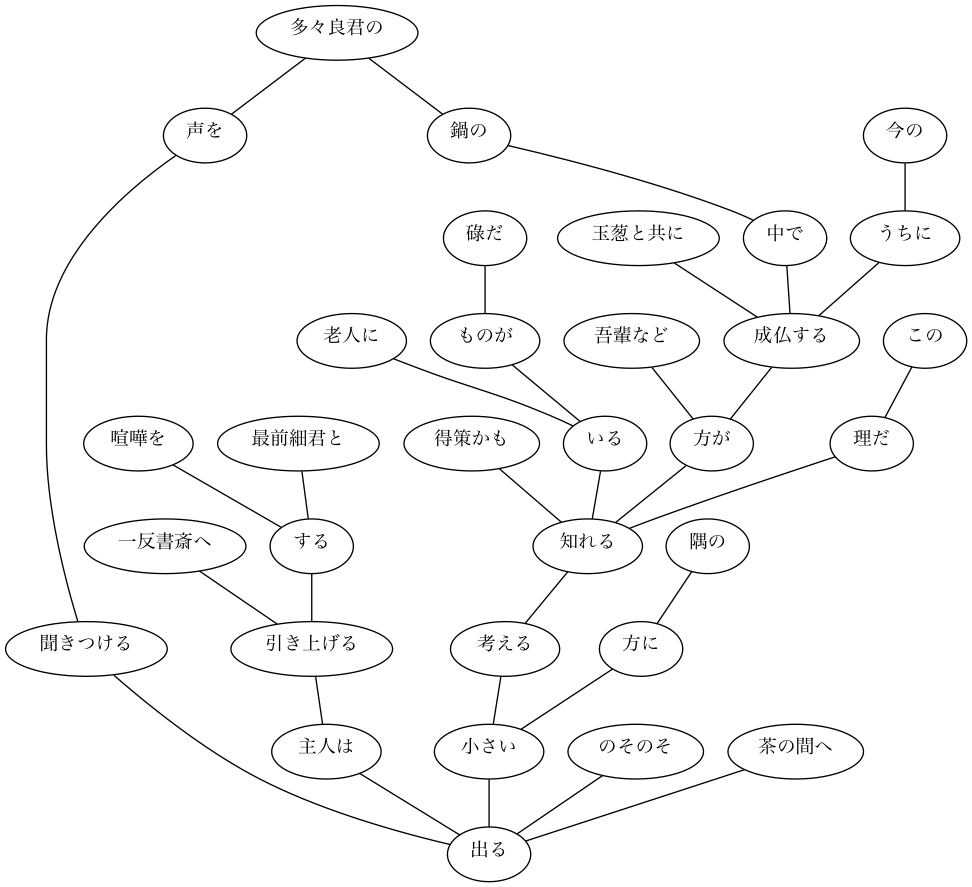 多々良君の
声を
鍋の
今の
碌だ
玉葱と共に
中で
うちに
老人に
ものが
吾輩など
成仏する
この
喧嘩を
最前細君と
得策かも
いる
方が
理だ
一反書斎へ
する
知れる
隅の
聞きつける
引き上げる
考える
方に
主人は
小さい
のそのそ
茶の間へ
出る